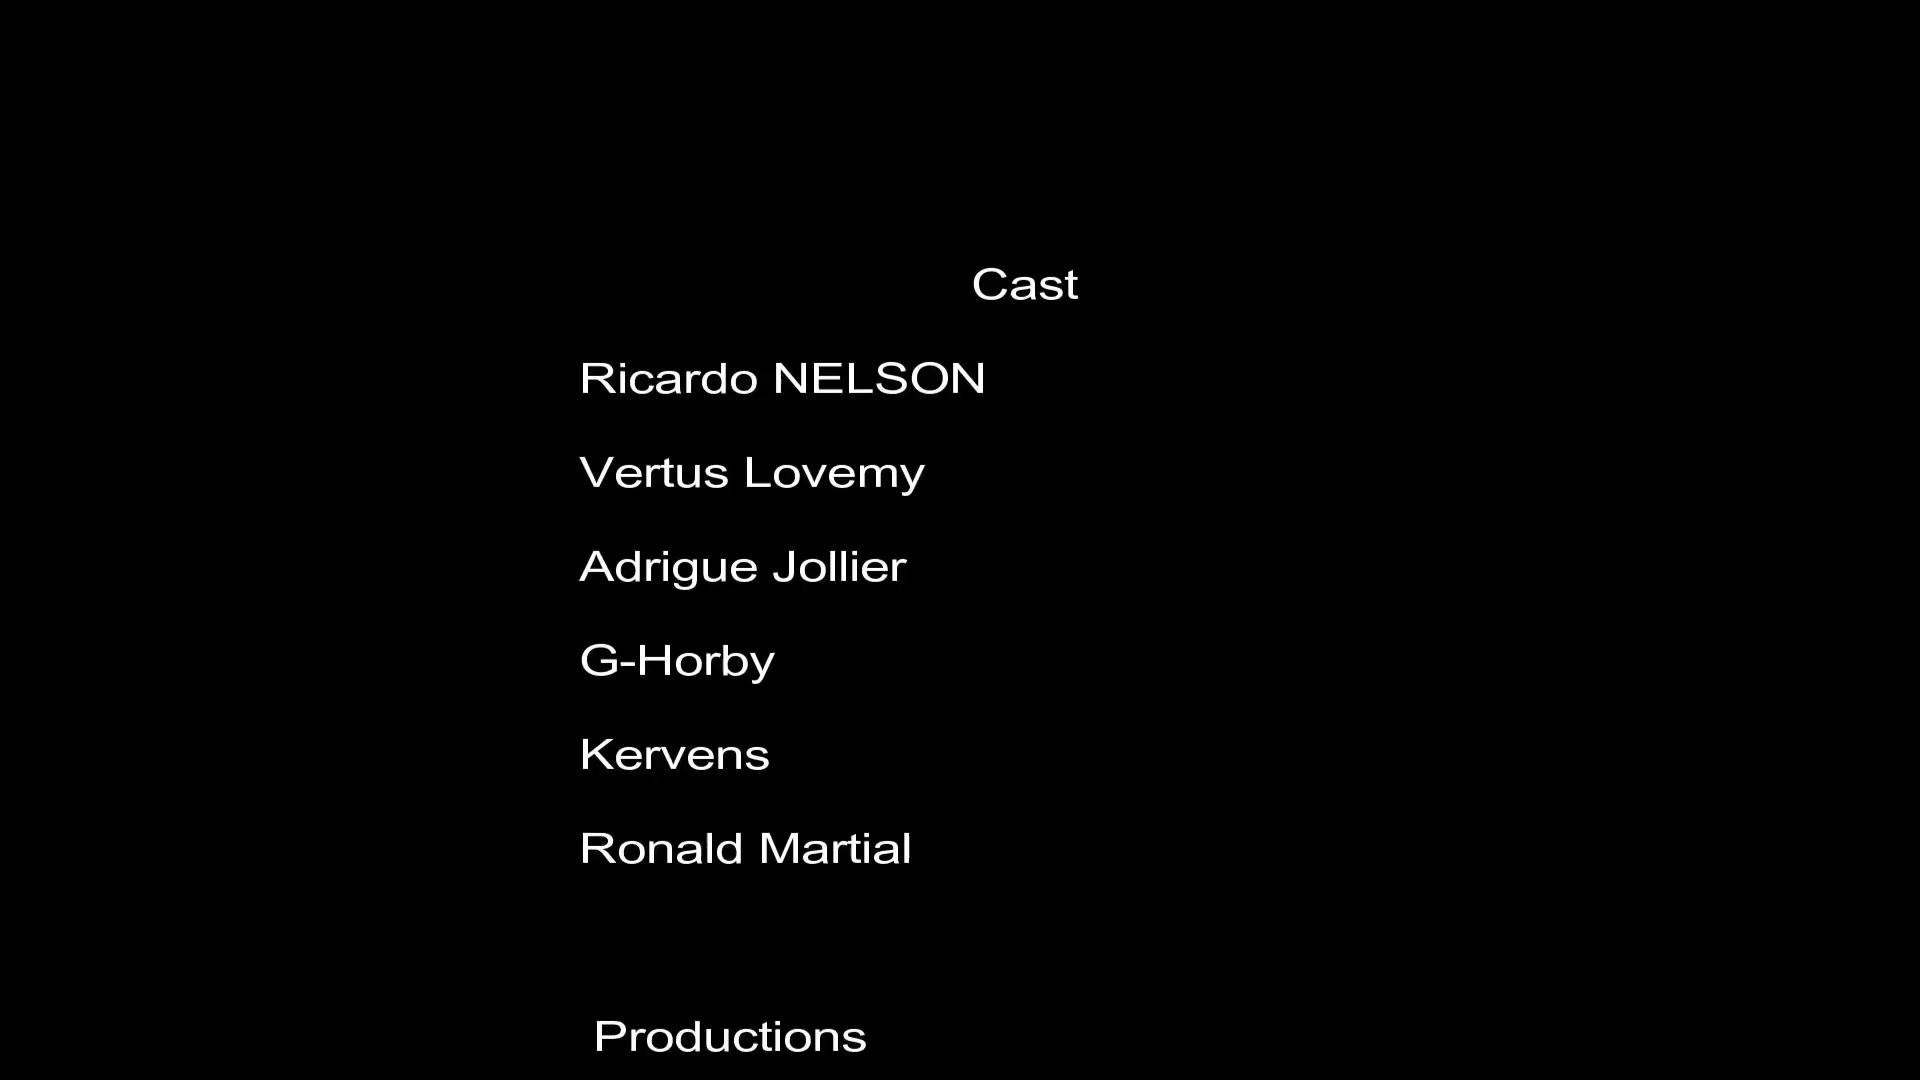 Cast
Ricardo NELSON
Vertus Lovemy
Adrigue Jollier
G-Horby
Kervens
Ronald Martial
Productions